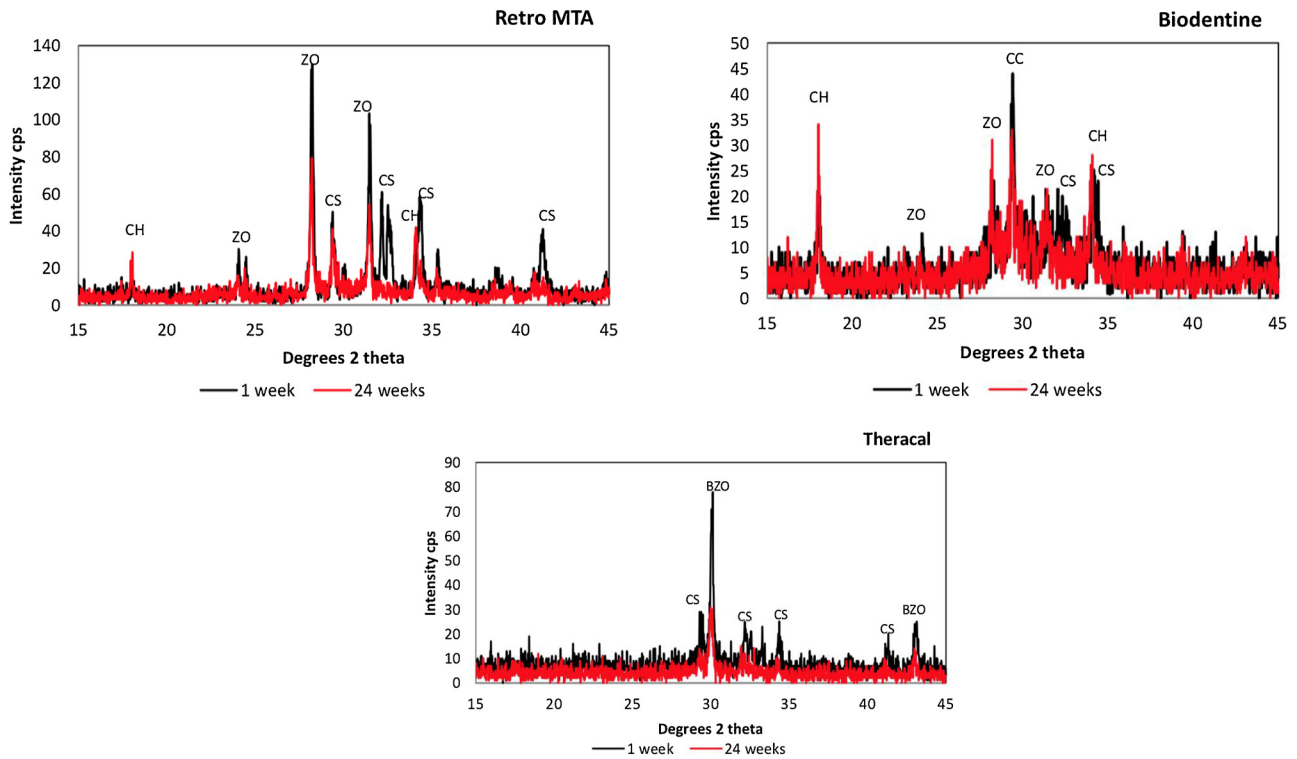 Retro MTA
Intensity cps
140
120
100
80
60
40
20
0
CH
ZO
ZO
CS
ZO
CS
CH
CS
CS
15 20 25 30 35 40 45
Degrees 2 theta
1 week 24 weeks
Biodentine
Intensity cps
50
45
40
35
30
25
20
15
10
5
0
CH
ZO
ZO
CC
ZO
CS
CH
CS
15 20 25 30 35 40 45
Degrees 2 theta
1 week 24 weeks
Theracal
Intensity cps
90
80
70
60
50
40
30
20
10
0
CS
BZO
CS
CS
CS
BZO
15 20 25 30 35 40 45
Degrees 2 theta
1 week 24 weeks